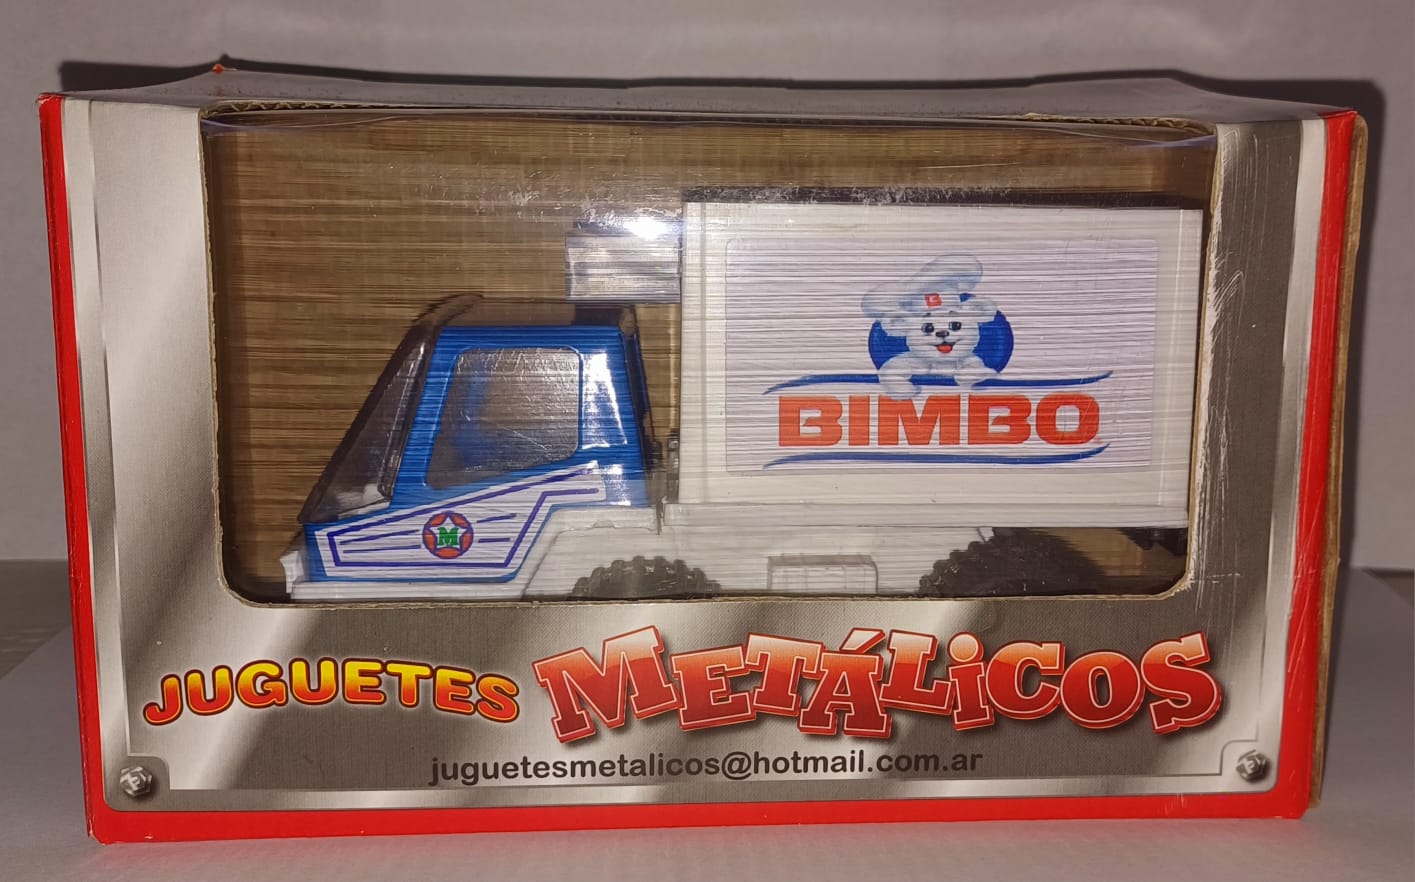 BIMBO
M
JUGUETES METÁLiCOS
juguetesmetalicos@hotmail.com.ar